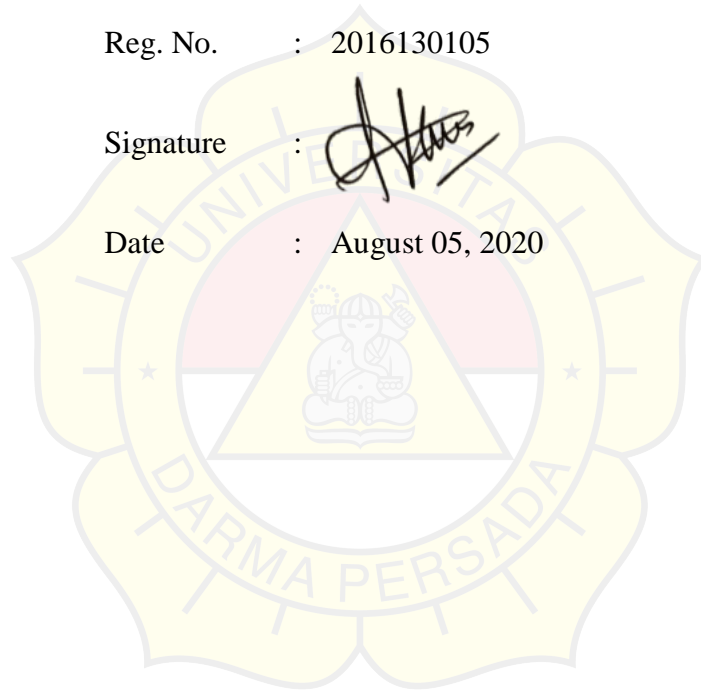 Reg. No. : 2016130105
Signature :
Date : August 05, 2020
UNIVERSITAS
DARMA PERSADA